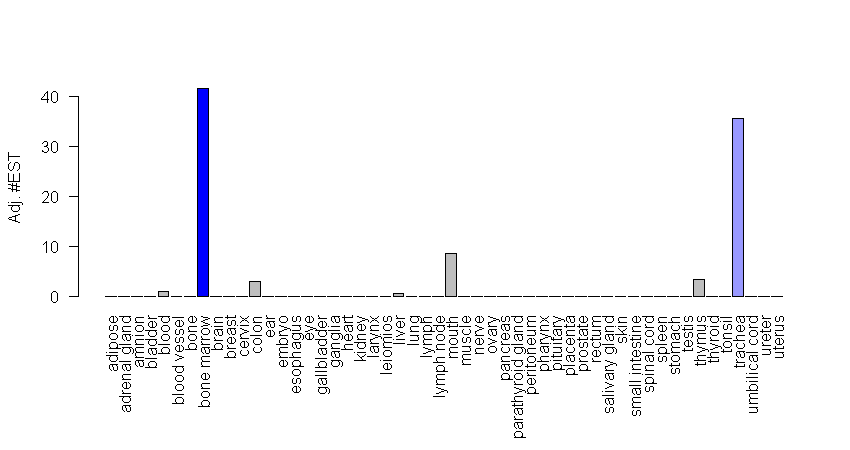 Adj. #EST
40
30
20
10
0
adipose
adrenal gland
amnion
bladder
blood
blood vessel
bone
bone marrow
brain
breast
cervix
colon
ear
embryo
esophagus
eye
gallbladder
ganglia
heart
kidney
larynx
leiomios
liver
lung
lymph
lymph node
mouth
muscle
nerve
ovary
pancreas
parathyroid gland
peritoneum
pharynx
pituitary
placenta
prostate
rectum
salivary gland
skin
small intestine
spinal cord
spleen
stomach
testis
thymus
thyroid
tonsil
trachea
umbilical cord
ureter
uterus